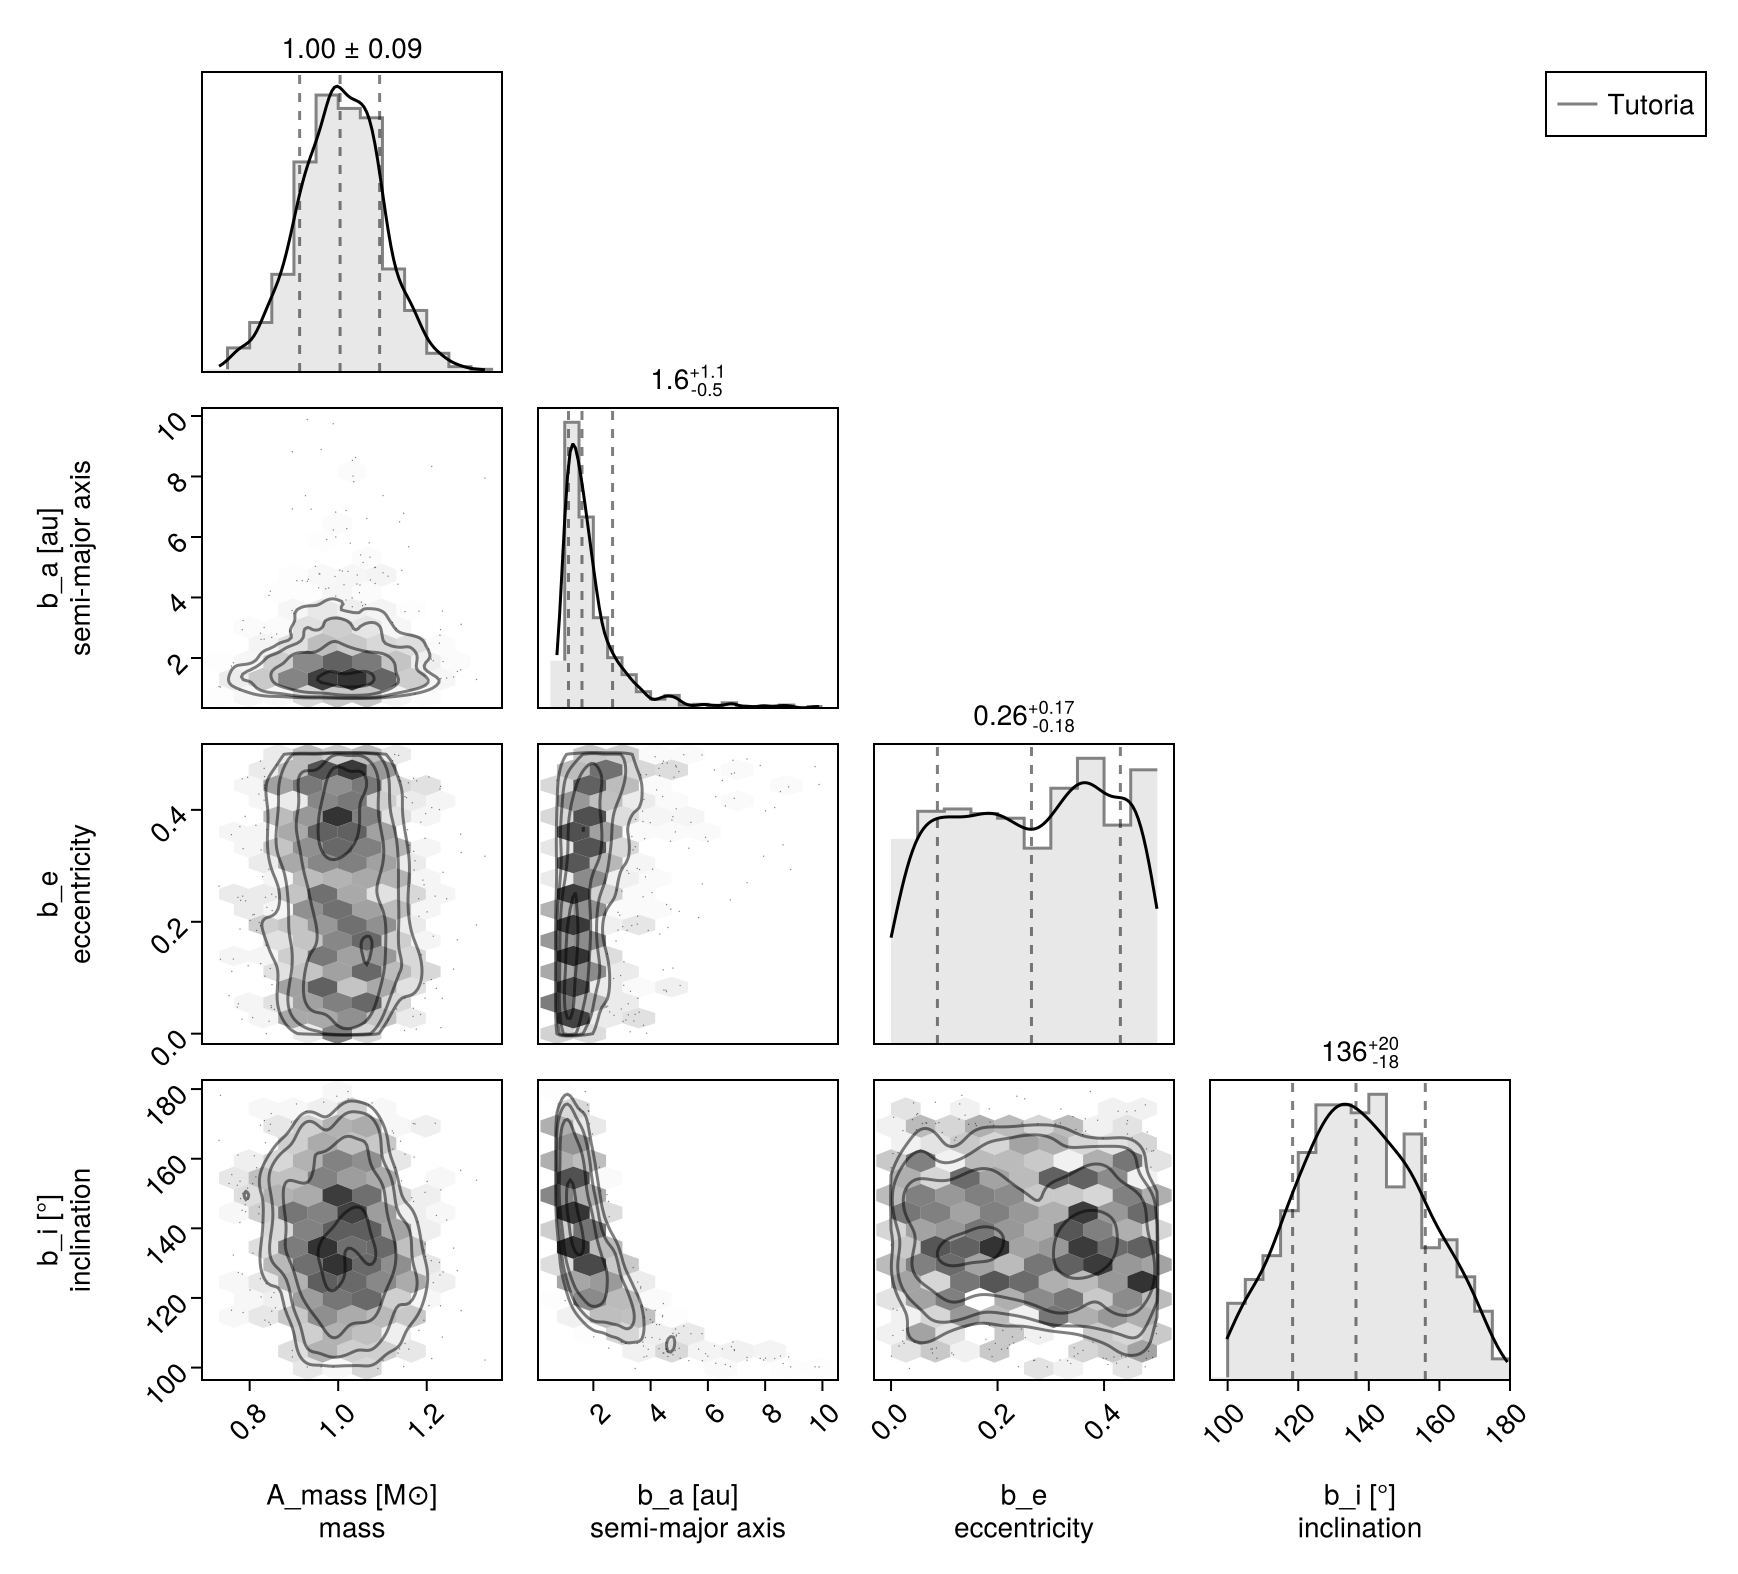 1.00 ± 0.09
Tutoria
1.6+1.1-0.5
10
8
6
4
2
b_a [au]
semi-major axis
0.26+0.17-0.18
0.4
0.2
0.0
b_e
eccentricity
136+20-18
180
160
140
120
100
b_i [°]
inclination
0.8 1.0 1.2 2 4 6 8 10 0.0 0.2 0.4 100 120 140 160 180
A_mass [M⊙] b_a [au] b_e b_i [°]
mass semi-major axis eccentricity inclination